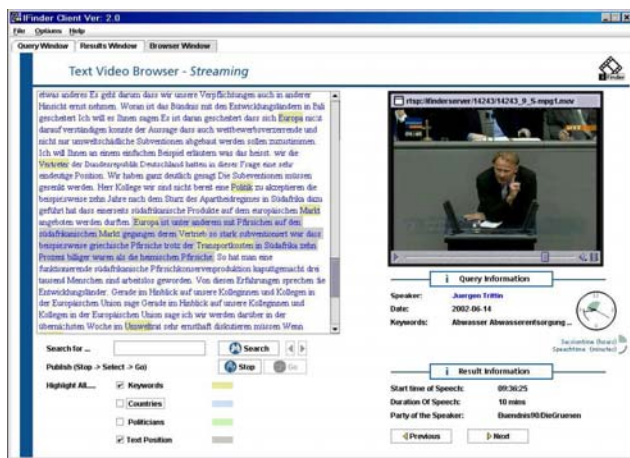 iFinder Client Ver: 2.0
File Options Help
Query Window Results Window Browser Window
Text Video Browser - Streaming
iFinder
etwas anderes Es geht darum dass wir unsere Verpflichtungen auch in anderer
Hinsicht ernst nehmen. Woran ist das Bündnis mit den Entwicklungsländern in Bali
gescheitert Ich will es Ihnen sagen Es ist daran gescheitert dass sich Europa nicht
darauf verständigen konnte der Aussage dass auch wettbewerbsverzerrende und
nicht nur umweltschädliche Subventionen abgebaut werden sollen zuzustimmen.
Ich will Ihnen an einem einfachen Beispiel erläutern was das heisst. wir die
Vertreter der Bundesrepublik Deutschland hatten in dieser Frage eine sehr
eindeutige Position. Wir haben ganz deutlich gesagt Die Subventionen müssen
gesenkt werden. Herr Kollege wir sind nicht bereit eine Politik zu akzeptieren die
beispielsweise zehn Jahre nach dem Sturz des Apartheidregimes in Südafrika dazu
geführt hat dass einerseits südafrikanische Produkte auf dem europäischen Markt
angeboten werden durften. Europa ist unter anderem mit Pfirsichen auf den
südafrikanischen Markt gegangen deren Vertrieb so stark subventioniert war dass
beispielsweise griechische Pfirsiche trotz der Transportkosten in Südafrika zehn
Prozent billiger waren als die heimischen Pfirsiche. So hat man eine
funktionierende südafrikanische Pfirsichkonservenproduktion kaputtgemacht drei
tausend Menschen sind arbeitslos geworden. Von diesen Erfahrungen sprechen die
Entwicklungsländer. Gerade im Hinblick auf unsere Kolleginnen und Kollegen in
der Europäischen Union sage Gerade im Hinblick auf unsere Kolleginnen und
Kollegen in der Europäischen Union sage ich wir werden darüber in der
übernächsten Woche im Umweltrat sehr ernsthaft diskutieren müssen Wenn
Search for ... Search
Publish (Stop -> Select -> Go) Stop Go
Highlight All.... Keywords
Countries
Politicians
Text Position
rtsp://ifinderserver/14243/14243_9_S-mpg1.mov
i Query Information
Speaker: Juergen Trittin
Date: 2002-06-14
Keywords: Abwasser Abwasserentsorgung ...
Sessiontime (hours)
Speachtime (minutes)
i Result Information
Start time of Speech: 09:36:25
Duration Of Speech: 10 mins
Party of the Speaker: Buendnis90/DieGruenen
Previous Next